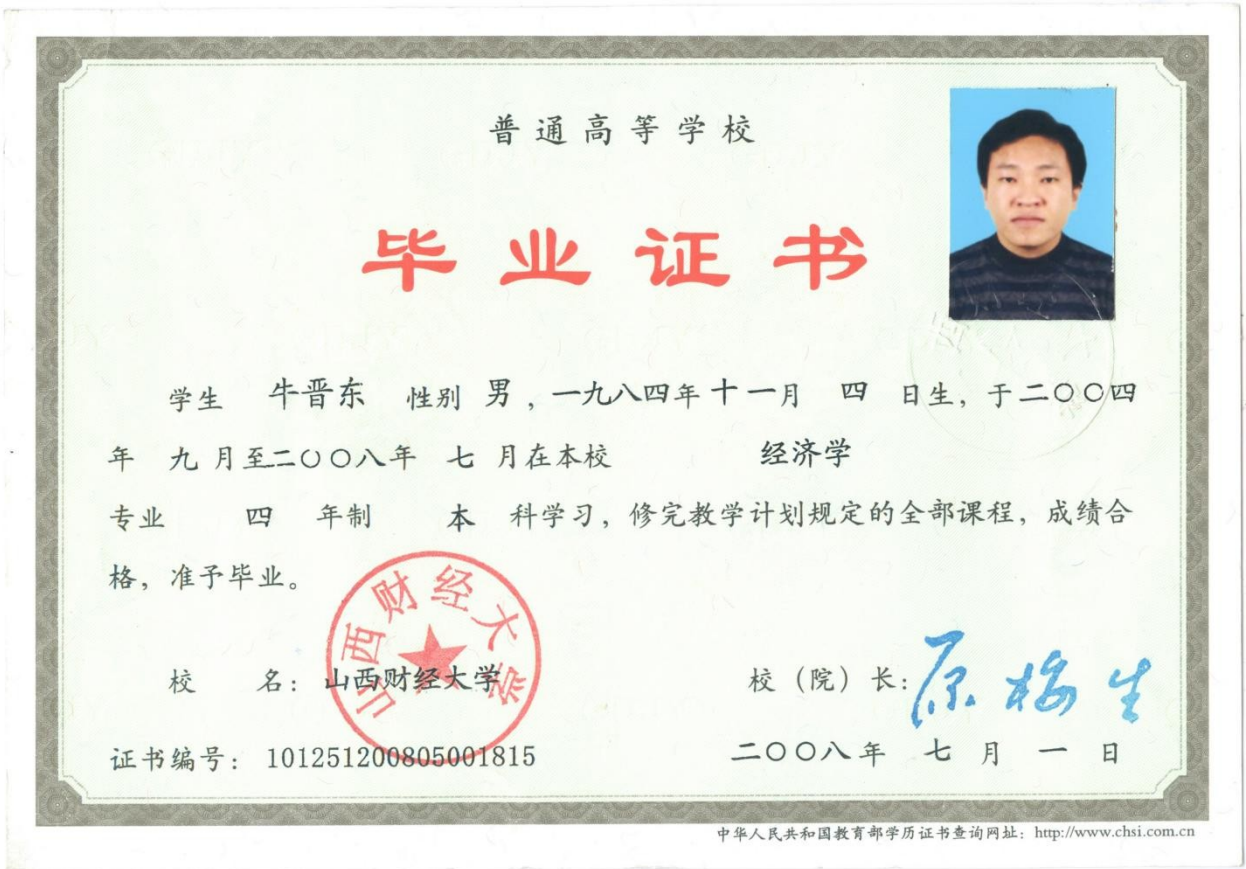 普通高等学校
毕业证书
学生 牛晋东 性别 男，一九八四年十一月 四 日生，于二〇〇四
年 九 月至二〇〇八年 七 月在本校 经济学
专业 四 年制 本 科学习，修完教学计划规定的全部课程，成绩合
格，准予毕业。
山西财经大学
校 名：山西财经大学
校（院）长：原梅生
证书编号：101251200805001815
二〇〇八年 七 月 一 日
中华人民共和国教育部学历证书查询网址：http://www.chsi.com.cn